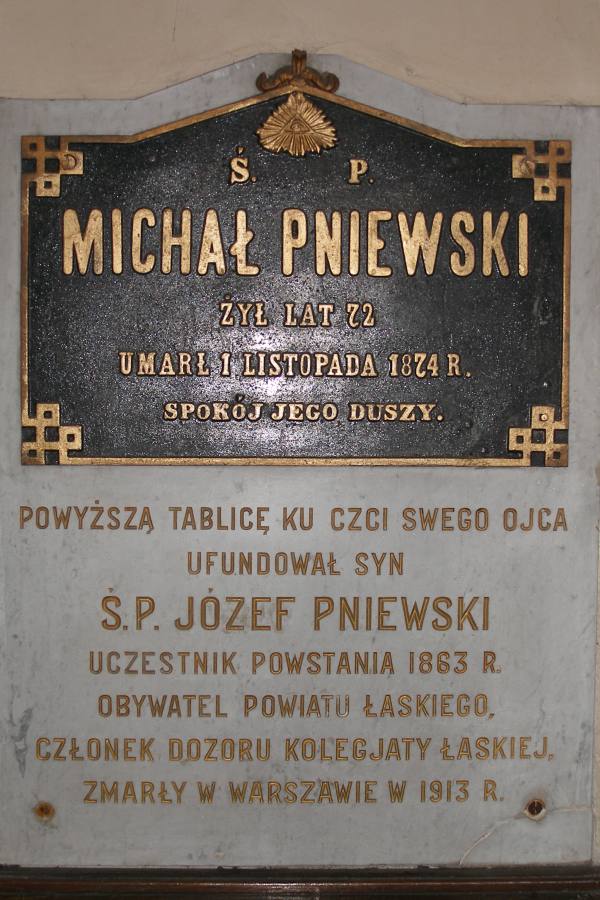 Ś. P.
MICHAŁ PNIEWSKI
ŻYŁ LAT 72
UMARŁ 1 LISTOPADA 1874 R.
SPOKÓJ JEGO DUSZY.
POWYŻSZĄ TABLICĘ KU CZCI SWEGO OJCA
UFUNDOWAŁ SYN
Ś.P. JÓZEF PNIEWSKI
UCZESTNIK POWSTANIA 1863 R.
OBYWATEL POWIATU ŁASKIEGO,
CZŁONEK DOZORU KOLEGJATY ŁASKIEJ,
ZMARŁY W WARSZAWIE W 1913 R.